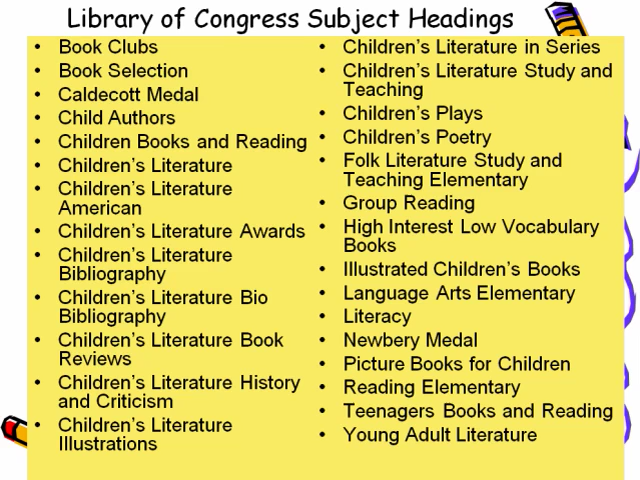 Library of Congress Subject Headings
• Book Clubs
• Book Selection
• Caldecott Medal
• Child Authors
• Children Books and Reading
• Children's Literature
• Children's Literature
American
• Children's Literature Awards
• Children's Literature
Bibliography
• Children's Literature Bio
Bibliography
• Children's Literature Book
Reviews
• Children's Literature History
and Criticism
• Children's Literature
Illustrations
• Children's Literature in Series
• Children's Literature Study and
Teaching
• Children's Plays
• Children's Poetry
• Folk Literature Study and
Teaching Elementary
• Group Reading
• High Interest Low Vocabulary
Books
• Illustrated Children's Books
• Language Arts Elementary
• Literacy
• Newbery Medal
• Picture Books for Children
• Reading Elementary
• Teenagers Books and Reading
• Young Adult Literature